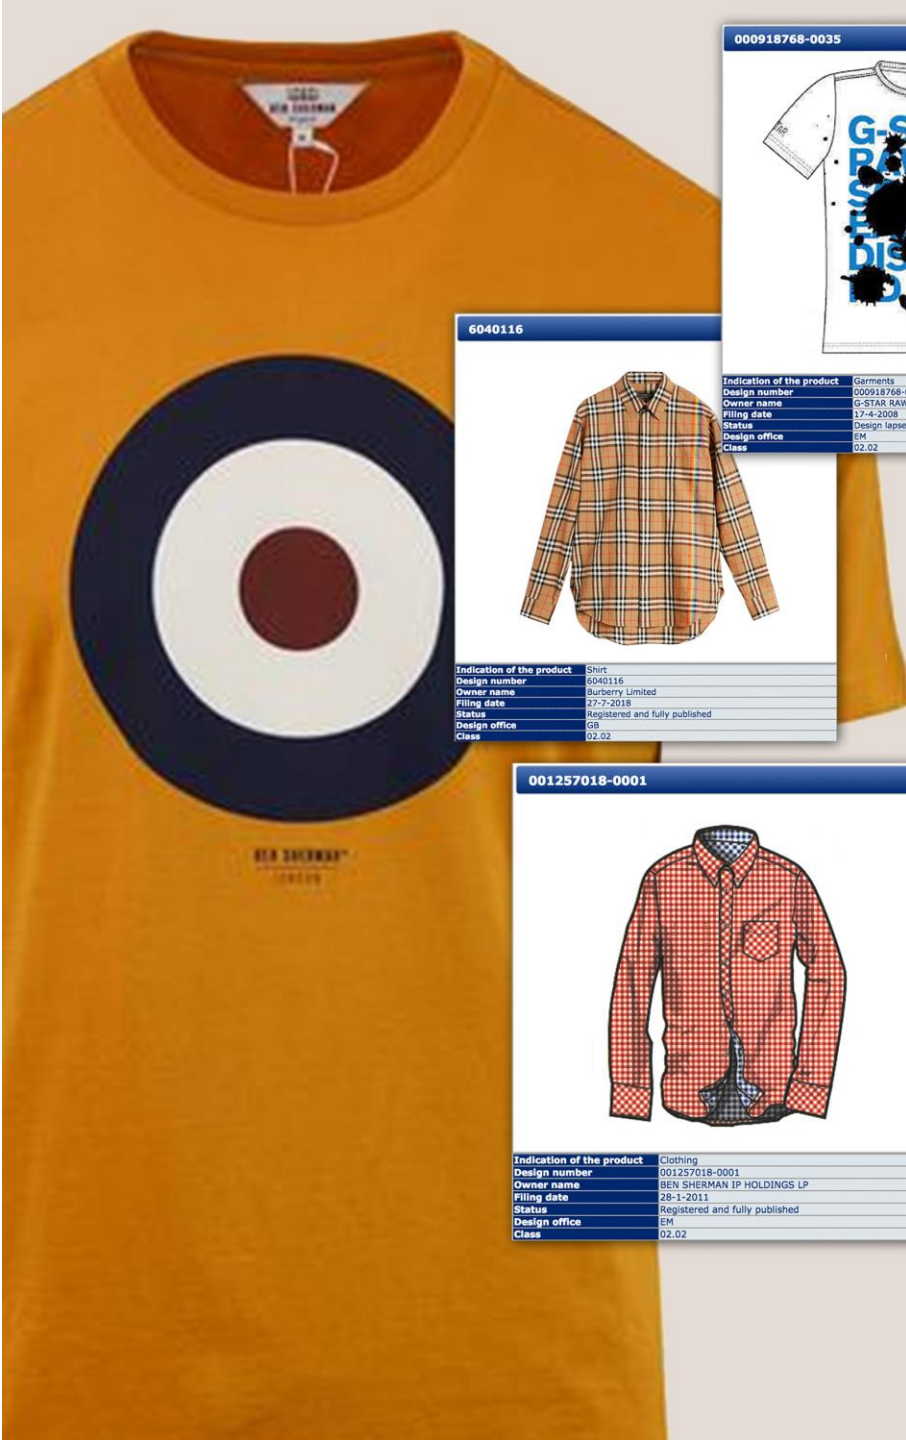 BEN SHERMAN
M
BEN SHERMAN
LONDON
000918768-0035
G-S
DIS
Indication of the product Garments
Design number 000918768-
Owner name G-STAR RAW
Filing date 17-4-2008
Status Design lapse
Design office EM
Class 02.02
6040116
Indication of the product Shirt
Design number 6040116
Owner name Burberry Limited
Filing date 27-7-2018
Status Registered and fully published
Design office GB
Class 02.02
001257018-0001
Indication of the product Clothing
Design number 001257018-0001
Owner name BEN SHERMAN IP HOLDINGS LP
Filing date 28-1-2011
Status Registered and fully published
Design office EM
Class 02.02